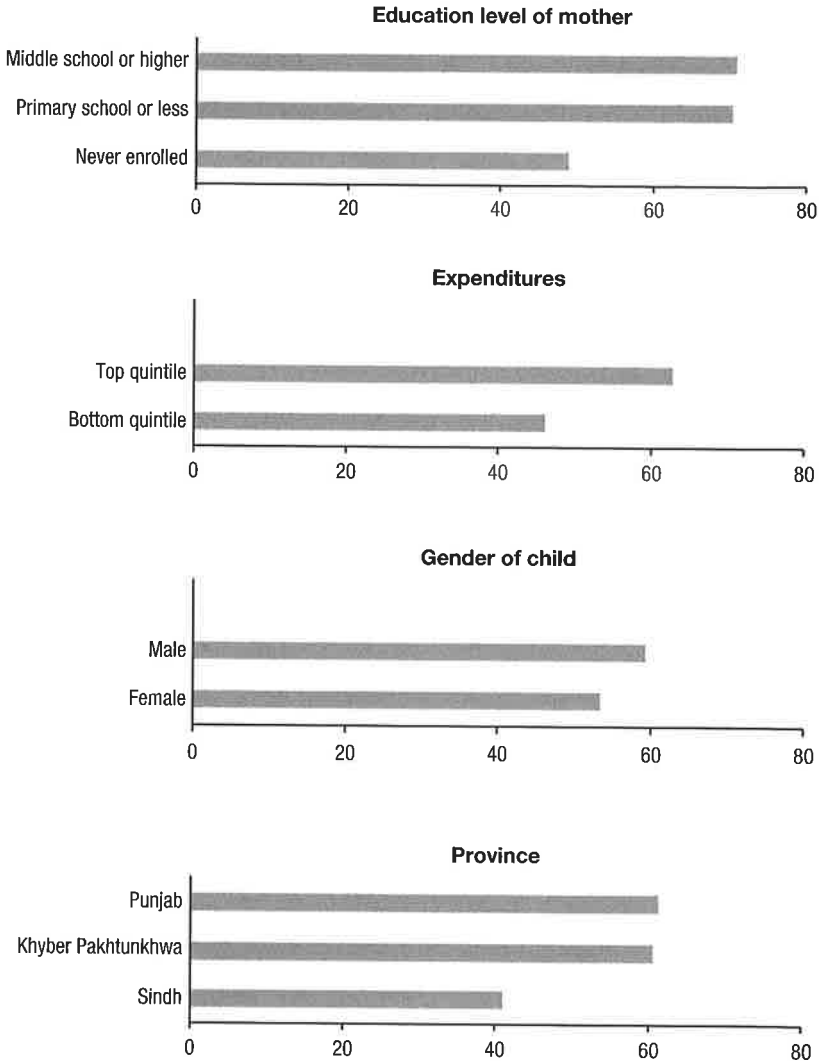 Education level of mother
Middle school or higher
Primary school or less
Never enrolled
0 20 40 60 80
Expenditures
Top quintile
Bottom quintile
0 20 40 60 80
Gender of child
Male
Female
0 20 40 60 80
Province
Punjab
Khyber Pakhtunkhwa
Sindh
0 20 40 60 80